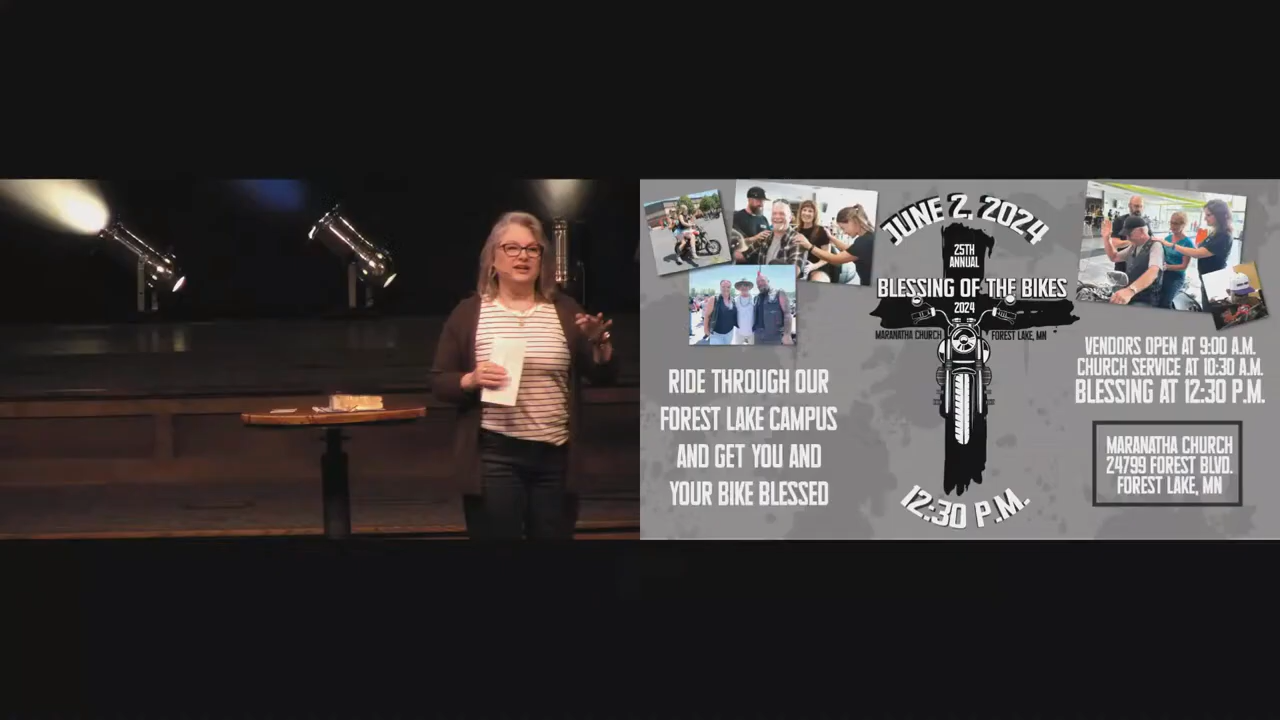 JUNE 2, 2024
25TH
ANNUAL
BLESSING OF THE BIKES
2024
MARANATHA CHURCH FOREST LAKE, MN
12:30 P.M.
RIDE THROUGH OUR
FOREST LAKE CAMPUS
AND GET YOU AND
YOUR BIKE BLESSED
VENDORS OPEN AT 9:00 A.M.
CHURCH SERVICE AT 10:30 A.M.
BLESSING AT 12:30 P.M.
MARANATHA CHURCH
24799 FOREST BLVD.
FOREST LAKE, MN